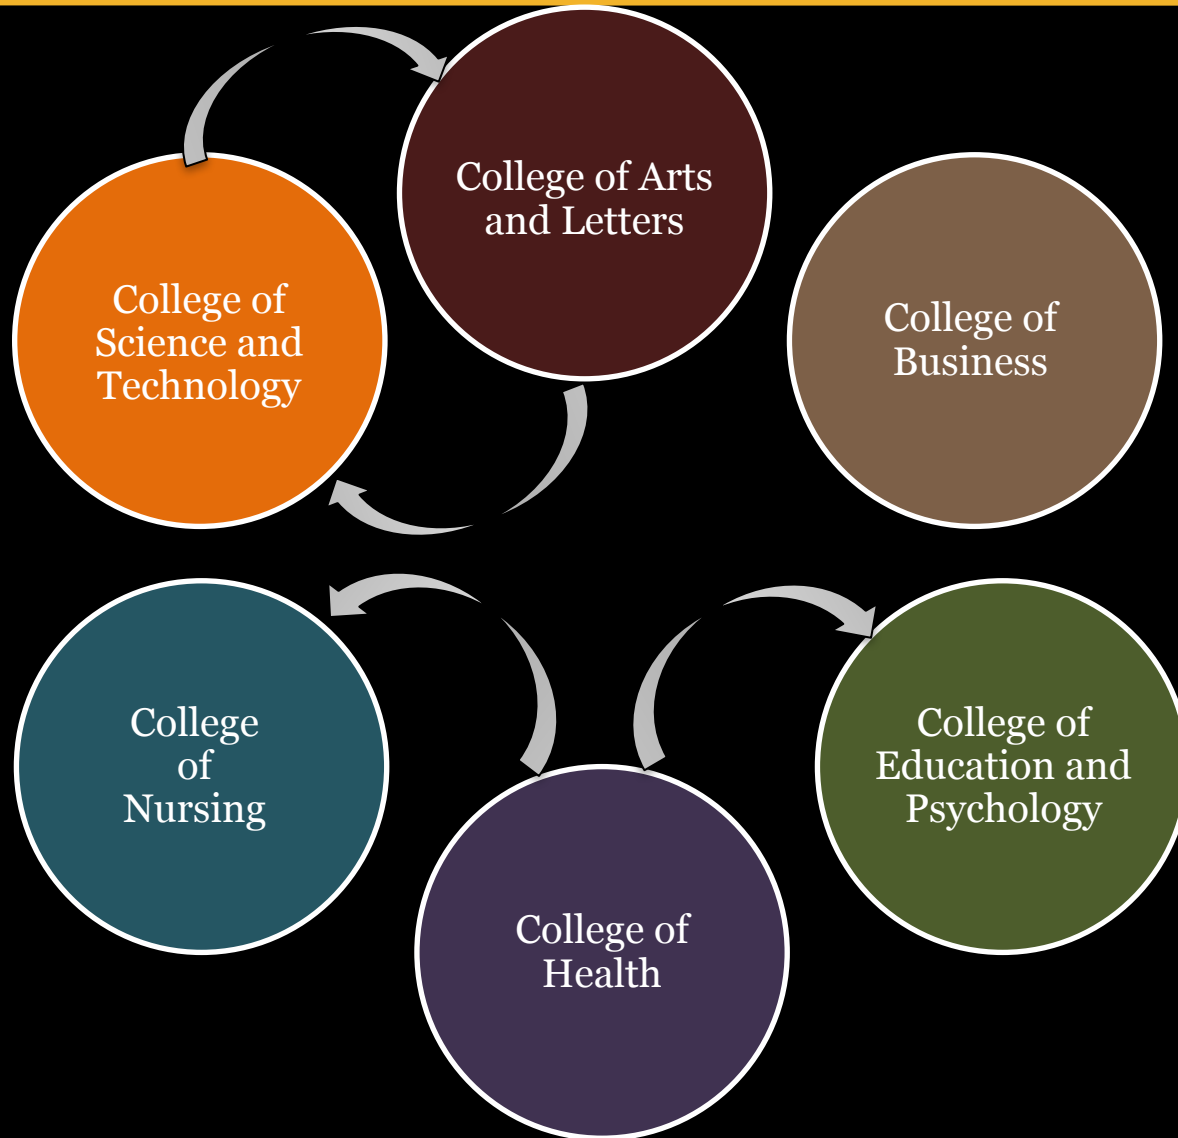 College of Arts
and Letters
College of
Science and
Technology
College of
Business
College
of
Nursing
College of
Education and
Psychology
College of
Health